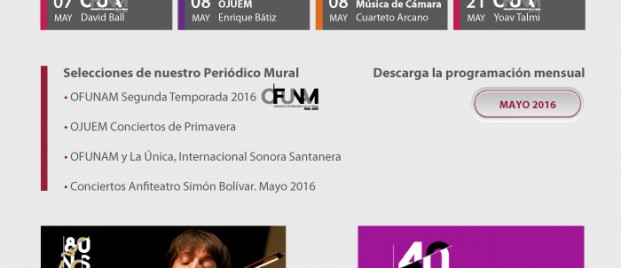 07 OJUEM 08 OJUEM 08 Música de Cámara 21
MAY David Ball MAY Enrique Bátiz MAY Cuarteto Arcano MAY Yoav Talmi
Selecciones de nuestro Periódico Mural
Descarga la programación mensual
• OFUNAM Segunda Temporada 2016 OFUNAM
MAYO 2016
• OJUEM Conciertos de Primavera
• OFUNAM y La Única, Internacional Sonora Santanera
• Conciertos Anfiteatro Simón Bolívar. Mayo 2016
40